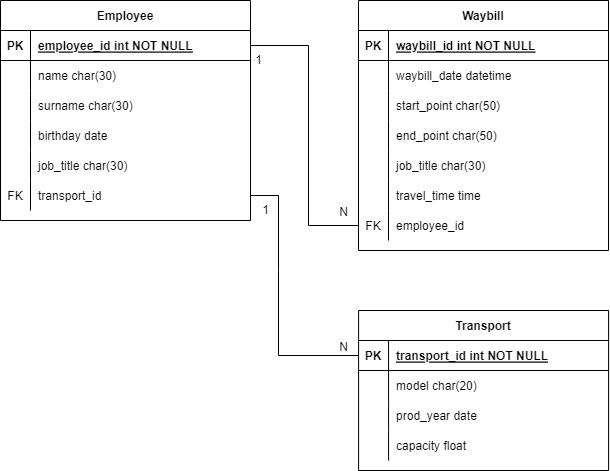 Employee
PK employee_id int NOT NULL
name char(30)
surname char(30)
birthday date
job_title char(30)
FK transport_id
1
1
N
N
Waybill
PK waybill_id int NOT NULL
waybill_date datetime
start_point char(50)
end_point char(50)
job_title char(30)
travel_time time
FK employee_id
Transport
PK transport_id int NOT NULL
model char(20)
prod_year date
capacity float